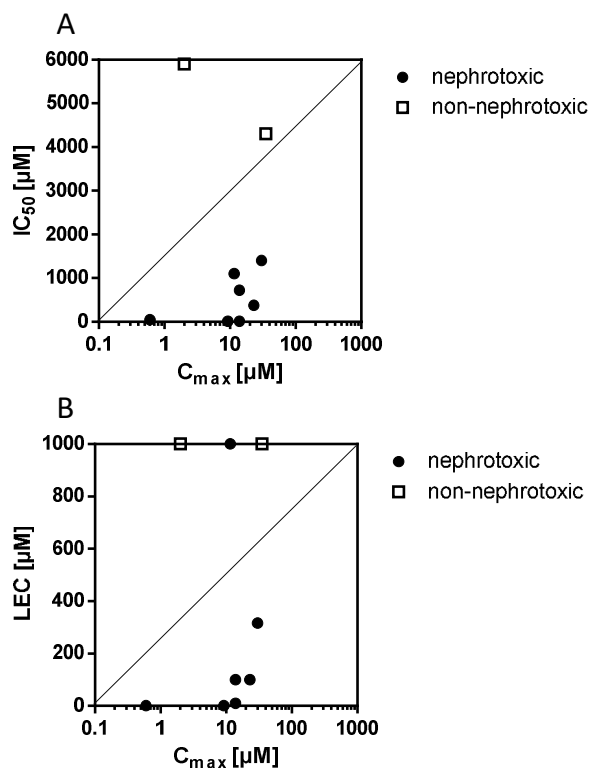 A
6000
5000
4000
3000
2000
1000
0
IC50 [µM]
0.1 1 10 100 1000
Cmax [µM]
nephrotoxic
non-nephrotoxic
B
1000
800
600
400
200
0
LEC [µM]
0.1 1 10 100 1000
Cmax [µM]
nephrotoxic
non-nephrotoxic